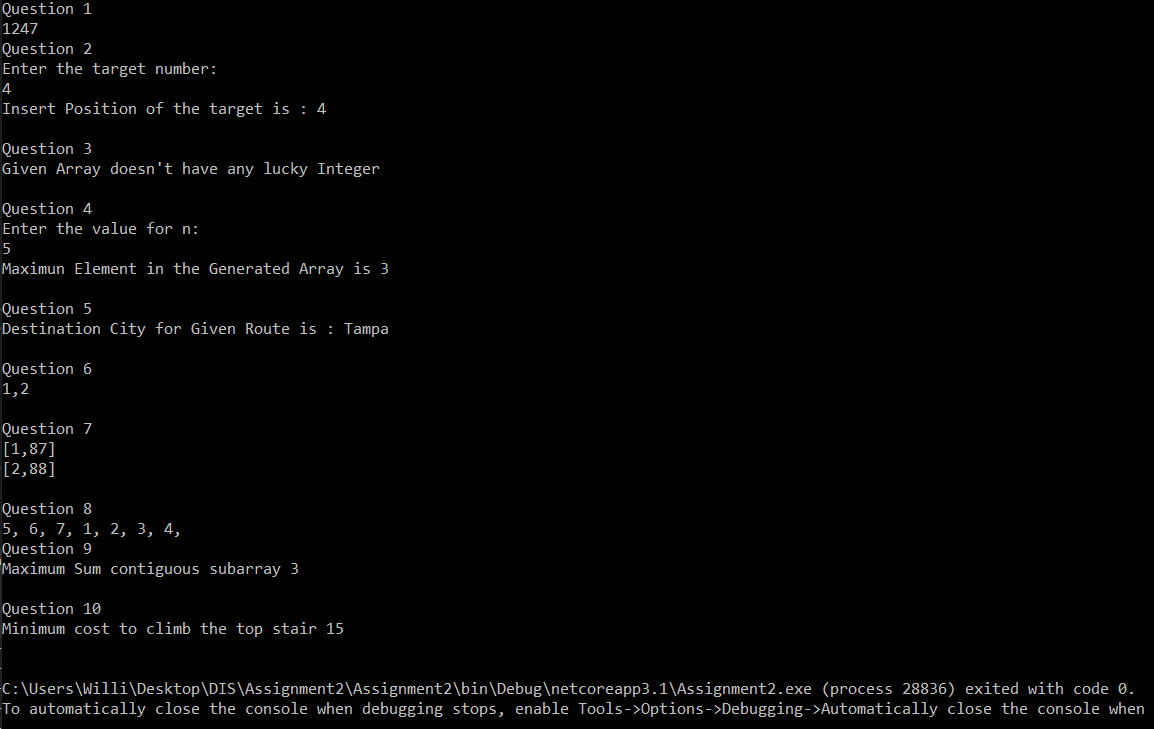 Question 1
1247
Question 2
Enter the target number:
4
Insert Position of the target is : 4
Question 3
Given Array doesn't have any lucky Integer
Question 4
Enter the value for n:
5
Maximun Element in the Generated Array is 3
Question 5
Destination City for Given Route is : Tampa
Question 6
1,2
Question 7
[1,87]
[2,88]
Question 8
5, 6, 7, 1, 2, 3, 4,
Question 9
Maximum Sum contiguous subarray 3
Question 10
Minimum cost to climb the top stair 15
C:\Users\Willi\Desktop\DIS\Assignment2\Assignment2\bin\Debug\netcoreapp3.1\Assignment2.exe (process 28836) exited with code 0.
To automatically close the console when debugging stops, enable Tools->Options->Debugging->Automatically close the console when